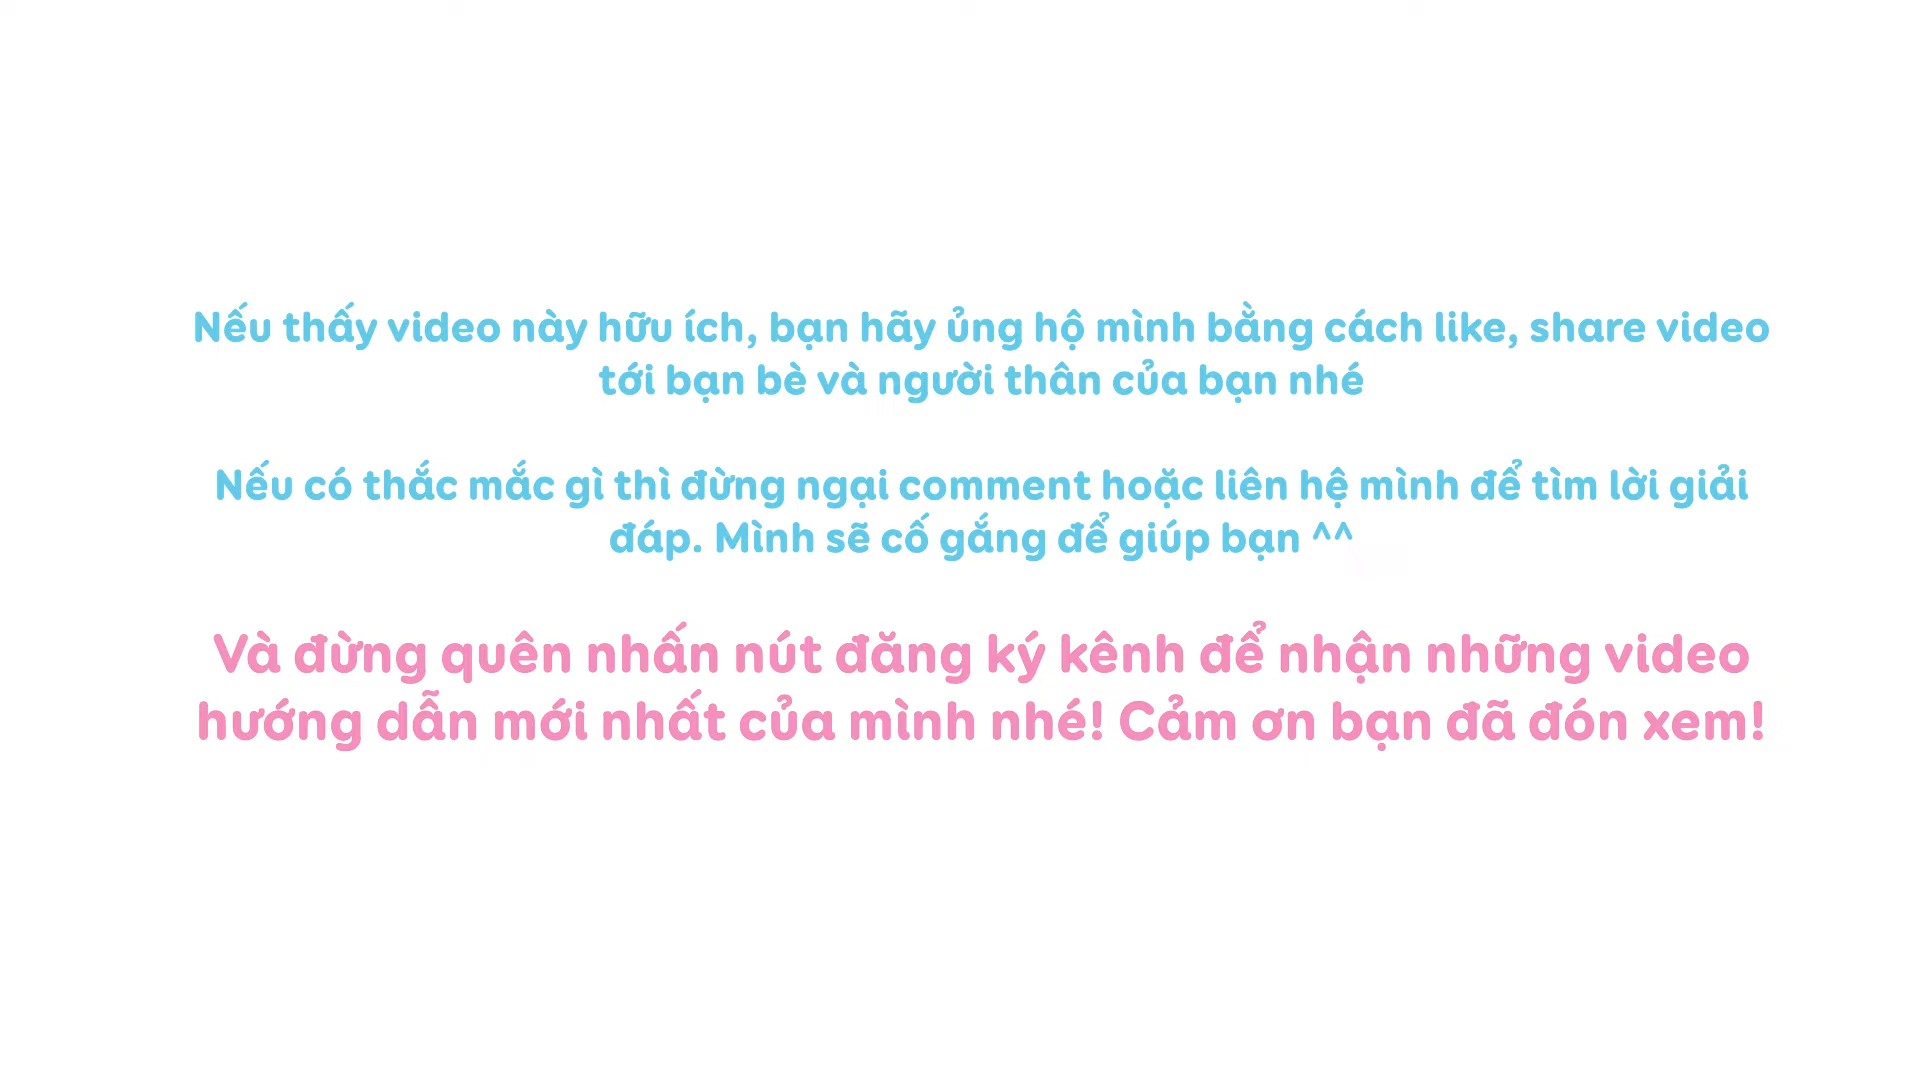 Nếu thấy video này hữu ích, bạn hãy ủng hộ mình bằng cách like, share video
tới bạn bè và người thân của bạn nhé
Nếu có thắc mắc gì thì đừng ngại comment hoặc liên hệ mình để tìm lời giải
đáp. Mình sẽ cố gắng để giúp bạn ^^
Và đừng quên nhấn nút đăng ký kênh để nhận những video
hướng dẫn mới nhất của mình nhé! Cảm ơn bạn đã đón xem!